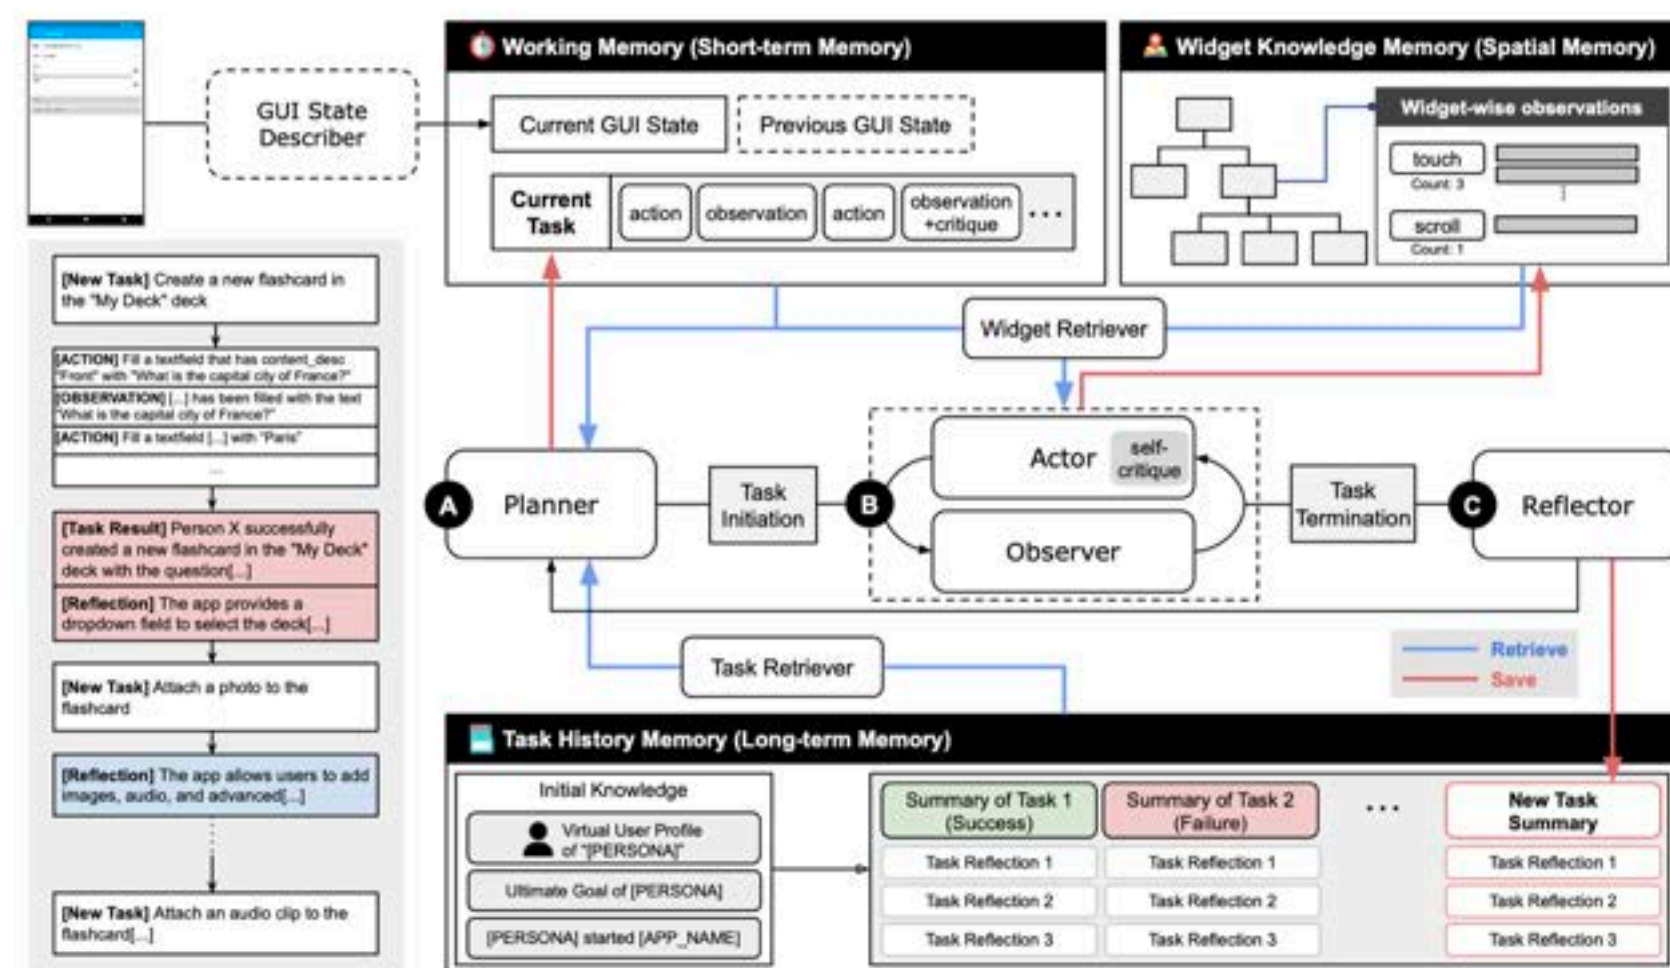 Working Memory (Short-term Memory)
Widget Knowledge Memory (Spatial Memory)
GUI State
Describer
Current GUI State
Previous GUI State
Current
Task
action
observation
action
observation
+critique
...
Widget-wise observations
touch
Count: 3
scroll
Count: 1
[New Task] Create a new flashcard in
the "My Deck" deck
[ACTION] Fill a textfield that has content_desc
"Front" with "What is the capital city of France?"
[OBSERVATION] [...] has been filled with the text
"What is the capital city of France?"
[ACTION] Fill a textfield [...] with "Paris"
...
[Task Result] Person X successfully
created a new flashcard in the "My Deck"
deck with the question[...]
[Reflection] The app provides a
dropdown field to select the deck[...]
[New Task] Attach a photo to the
flashcard
[Reflection] The app allows users to add
images, audio, and advanced[...]
[New Task] Attach an audio clip to the
flashcard[...]
Widget Retriever
A
Planner
Task
Initiation
B
Actor
self-
critique
Observer
Task
Termination
C
Reflector
Task Retriever
Retrieve
Save
Task History Memory (Long-term Memory)
Initial Knowledge
Virtual User Profile
of "[PERSONA]"
Ultimate Goal of [PERSONA]
[PERSONA] started [APP_NAME]
Summary of Task 1
(Success)
Task Reflection 1
Task Reflection 2
Task Reflection 3
Summary of Task 2
(Failure)
Task Reflection 1
Task Reflection 2
Task Reflection 3
...
New Task
Summary
Task Reflection 1
Task Reflection 2
Task Reflection 3